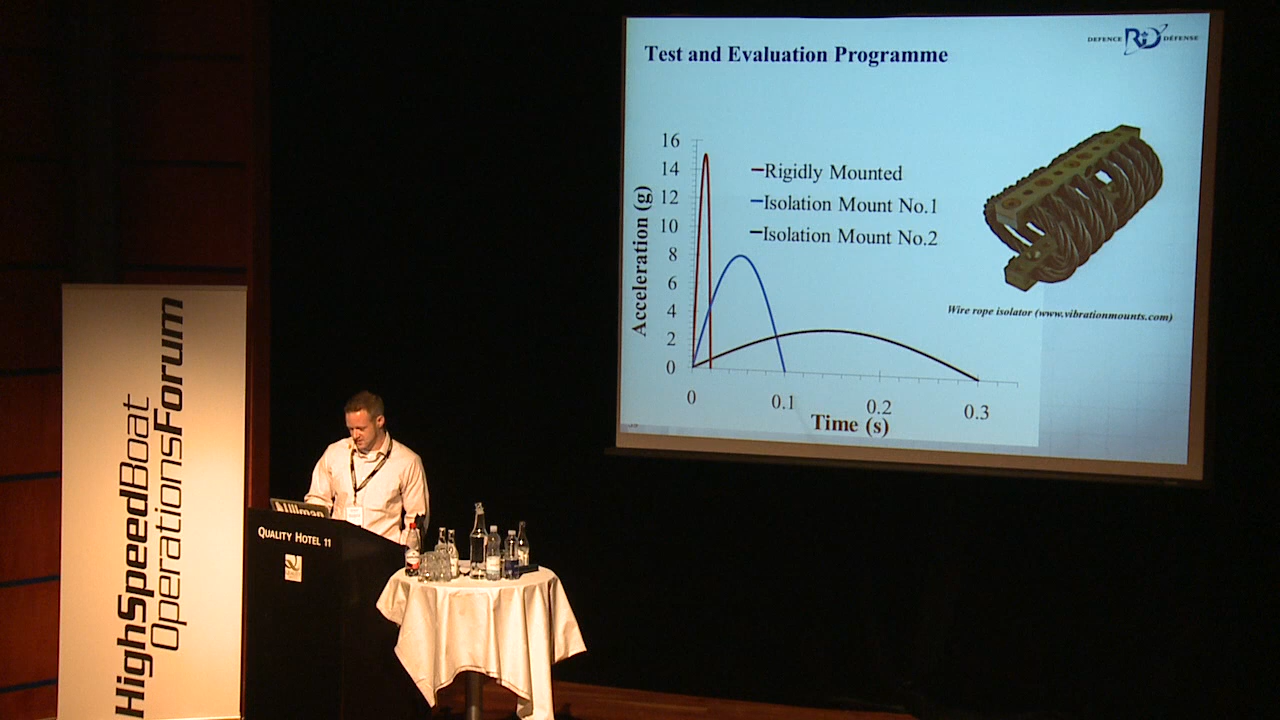 Test and Evaluation Programme
DEFENCE R&D DÉFENSE
16
14
12
10
8
6
4
2
0
Acceleration (g)
Rigidly Mounted
Isolation Mount No.1
Isolation Mount No.2
0
0.1
0.2
0.3
Time (s)
Wire rope isolator (www.vibrationmounts.com)
HighSpeedBoat
OperationsForum
Ullman
QUALITY HOTEL 11